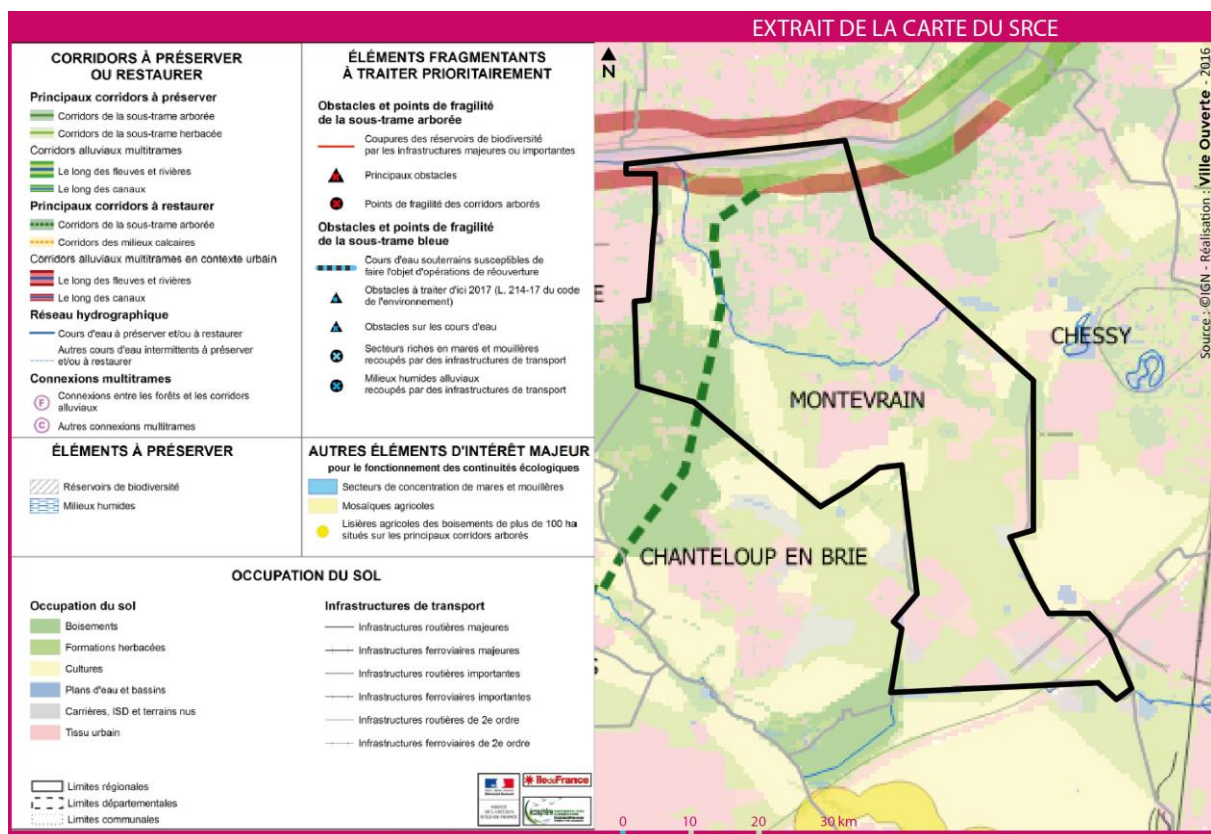 EXTRAIT DE LA CARTE DU SRCE
CORRIDORS À PRÉSERVER
OU RESTAURER
Principaux corridors à préserver
Corridors de la sous-trame arborée
Corridors de la sous-trame herbacée
Corridors alluviaux multitrames
Le long des fleuves et rivières
Le long des canaux
Principaux corridors à restaurer
Corridors de la sous-trame arborée
Corridors des milieux calcaires
Corridors alluviaux multitrames en contexte urbain
Le long des fleuves et rivières
Le long des canaux
Réseau hydrographique
Cours d'eau à préserver et/ou à restaurer
Autres cours d'eau intermittents à préserver
et/ou à restaurer
Connexions multitrames
F
Connexions entre les forêts et les corridors
alluviaux
C
Autres connexions multitrames
ÉLÉMENTS FRAGMENTANTS
À TRAITER PRIORITAIREMENT
Obstacles et points de fragilité
de la sous-trame arborée
Coupures des réservoirs de biodiversité
par les infrastructures majeures ou importantes
Principaux obstacles
Points de fragilité des corridors arborés
Obstacles et points de fragilité
de la sous-trame bleue
Cours d'eau souterrains susceptibles de
faire l'objet d'opérations de réouverture
Obstacles à traiter d'ici 2017 (L. 214-17 du code
de l'environnement)
Obstacles sur les cours d'eau
Secteurs riches en mares et mouillères
recoupés par des infrastructures de transport
Milieux humides alluviaux
recoupés par des infrastructures de transport
ÉLÉMENTS À PRÉSERVER
Réservoirs de biodiversité
Milieux humides
AUTRES ÉLÉMENTS D'INTÉRÊT MAJEUR
pour le fonctionnement des continuités écologiques
Secteurs de concentration de mares et mouillères
Mosaïques agricoles
Lisières agricoles des boisements de plus de 100 ha
situés sur les principaux corridors arborés
OCCUPATION DU SOL
Occupation du sol
Boisements
Formations herbacées
Cultures
Plans d'eau et bassins
Carrières, ISD et terrains nus
Tissu urbain
Infrastructures de transport
Infrastructures routières majeures
Infrastructures ferroviaires majeures
Infrastructures routières importantes
Infrastructures ferroviaires importantes
Infrastructures routières de 2e ordre
Infrastructures ferroviaires de 2e ordre
Limites régionales
Limites départementales
Limites communales
îledeFrance
écosphère
N
E
CHESSY
MONTEVRAIN
CHANTELOUP EN BRIE
S
0 10 20 30 km
Source : ©IGN - Réalisation : Ville Ouverte - 2016